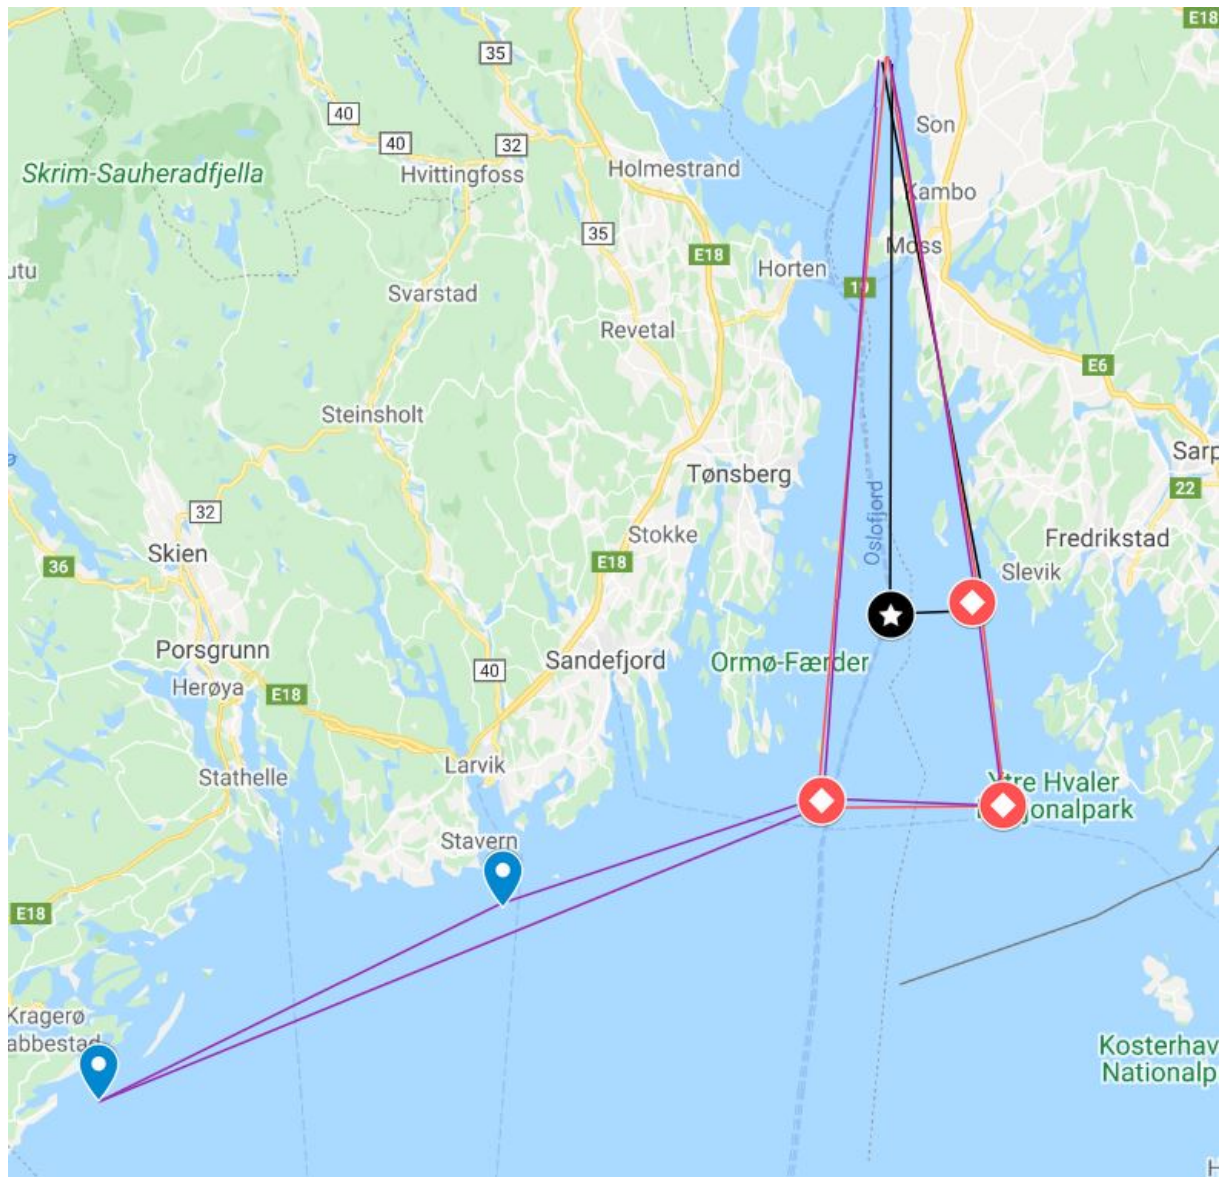 E18
35
40
Son
40
32
Holmestrand
Skrim-Sauheradfjella
Hvittingfoss
Kambo
35
Moss
E18
Horten
utu
19
Svarstad
Revetal
E6
Steinsholt
Sarp
Tønsberg
22
32
Oslofjord
Stokke
Fredrikstad
Skien
E18
36
Slevik
Porsgrunn
Sandefjord
Ormø-Færder
40
Herøya
E18
Larvik
Stathelle
Ytre Hvaler
Stavern
E18
Kragerø
abbestad
Kosterhav
Nationalp
H